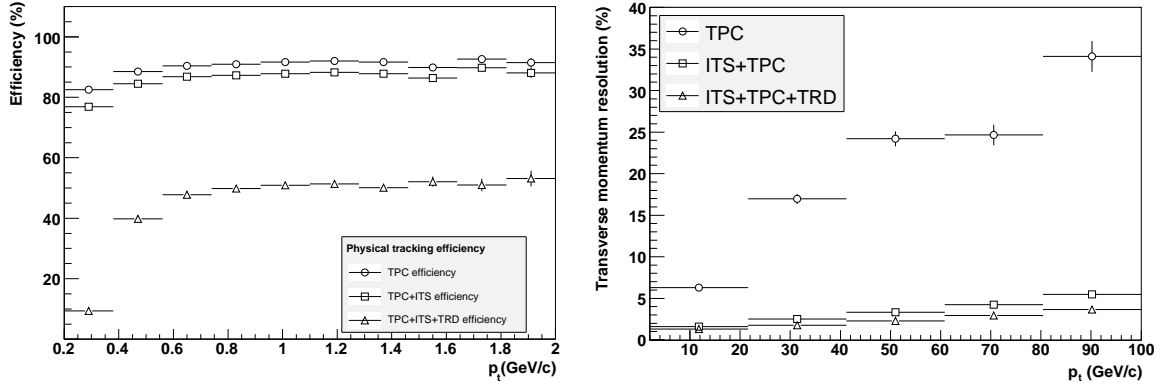 Efficiency (%)
100
80
60
40
20
Physical tracking efficiency
TPC efficiency
TPC+ITS efficiency
TPC+ITS+TRD efficiency
0.2 0.4 0.6 0.8 1 1.2 1.4 1.6 1.8 2
p_t(GeV/c)
Transverse momentum resolution (%)
40
35
30
25
20
15
10
5
0
TPC
ITS+TPC
ITS+TPC+TRD
10 20 30 40 50 60 70 80 90 100
p_t (GeV/c)